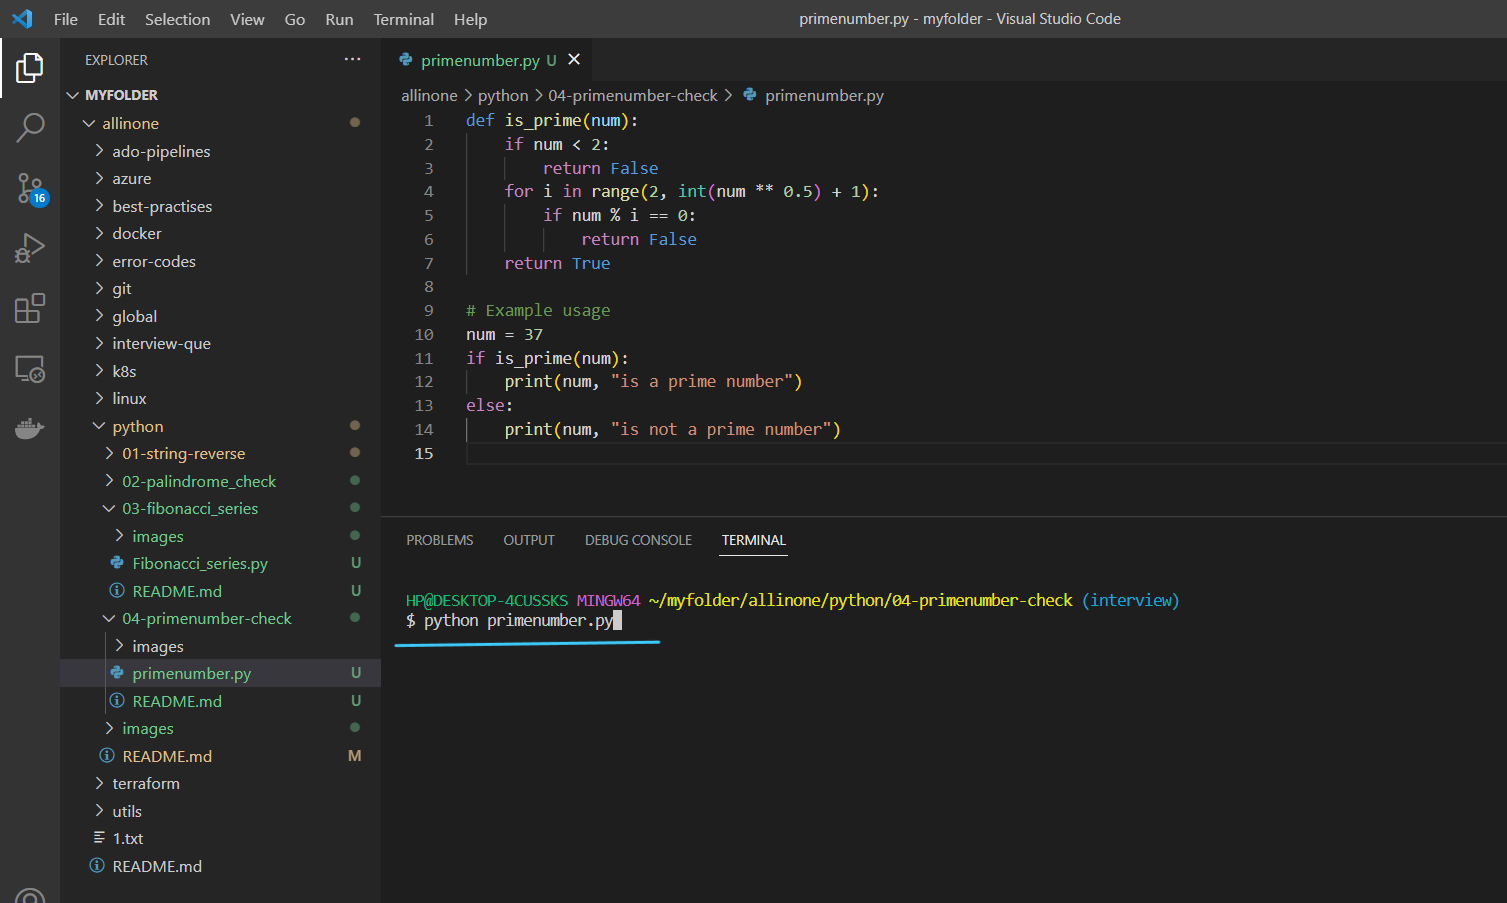 File Edit Selection View Go Run Terminal Help
primenumber.py - myfolder - Visual Studio Code
16
EXPLORER
MYFOLDER
allinone
ado-pipelines
azure
best-practises
docker
error-codes
git
global
interview-que
k8s
linux
python
01-string-reverse
02-palindrome_check
03-fibonacci_series
images
Fibonacci_series.py U
README.md U
04-primenumber-check
images
primenumber.py U
README.md U
images
README.md M
terraform
utils
1.txt
README.md
primenumber.py U
allinone > python > 04-primenumber-check > primenumber.py
1 def is_prime(num):
2 if num < 2:
3 return False
4 for i in range(2, int(num ** 0.5) + 1):
5 if num % i == 0:
6 return False
7 return True
8
9 # Example usage
10 num = 37
11 if is_prime(num):
12 print(num, "is a prime number")
13 else:
14 print(num, "is not a prime number")
15
PROBLEMS OUTPUT DEBUG CONSOLE TERMINAL
HP@DESKTOP-4CUSSKS MINGW64 ~/myfolder/allinone/python/04-primenumber-check (interview)
$ python primenumber.py